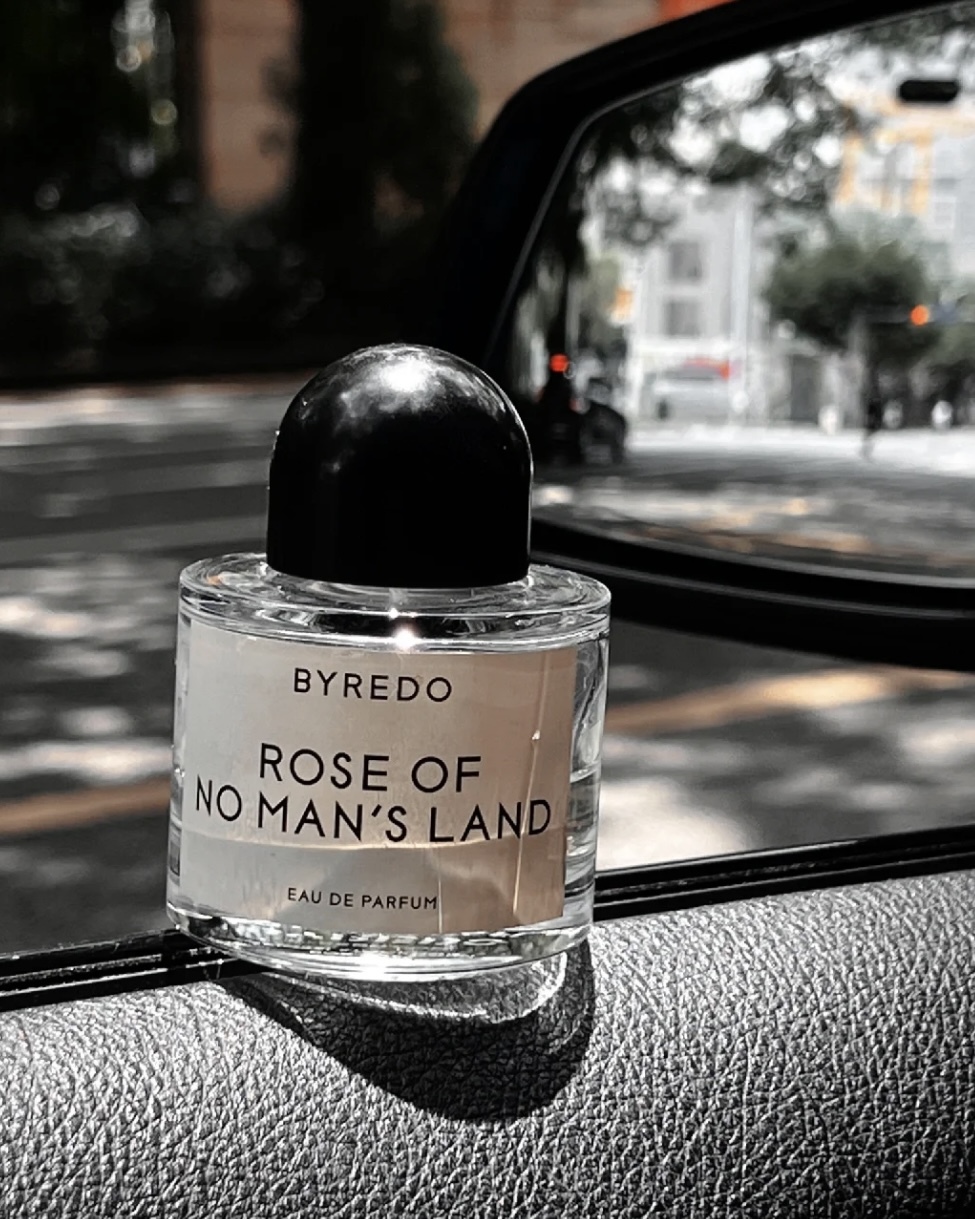 BYREDO
ROSE OF
NO MAN'S LAND
EAU DE PARFUM